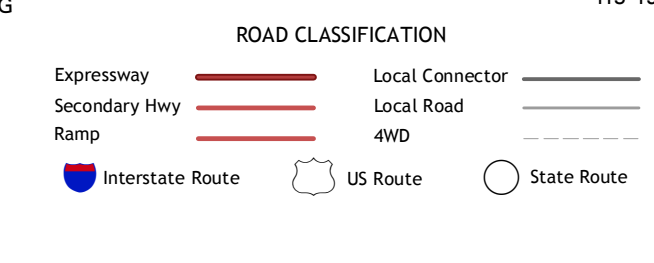 G
ROAD CLASSIFICATION
Expressway
Local Connector
Secondary Hwy
Local Road
Ramp
4WD
Interstate Route
US Route
State Route